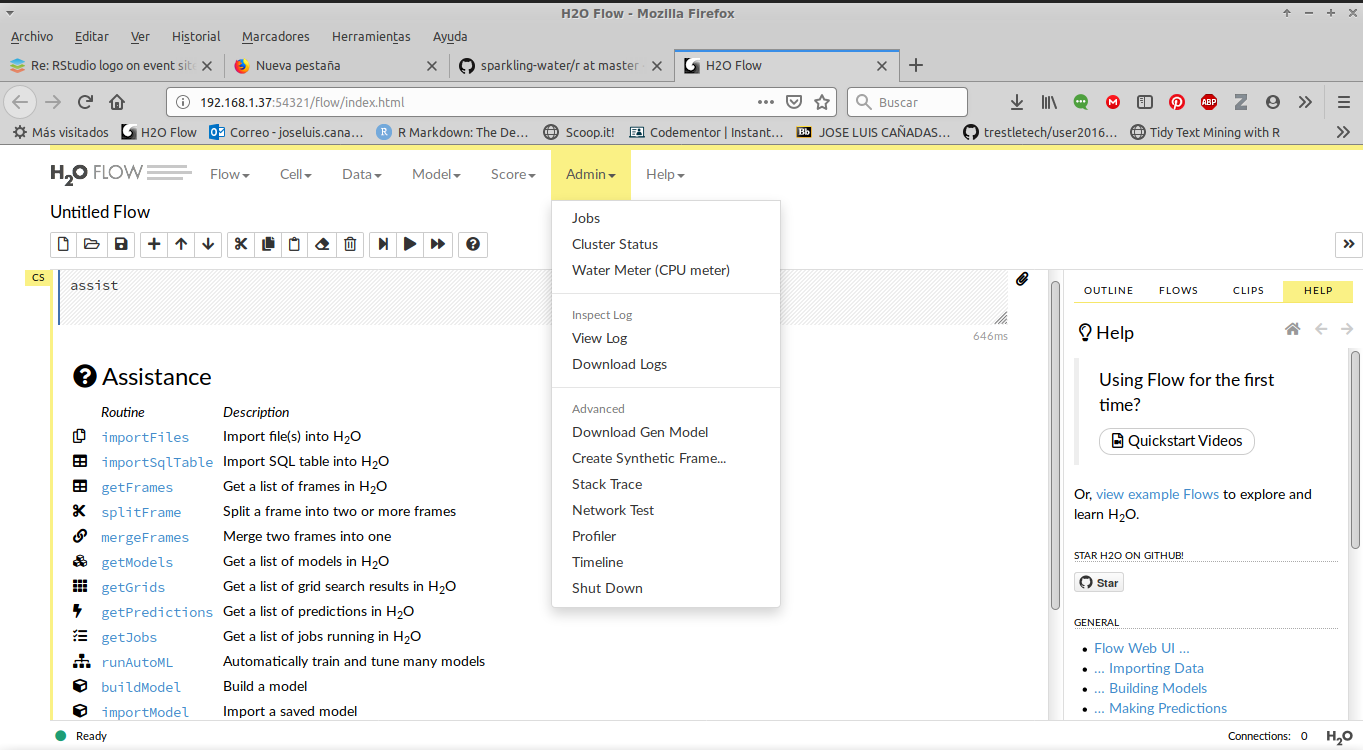 H2O Flow - Mozilla Firefox
Archivo Editar Ver Historial Marcadores Herramientas Ayuda
Re: RStudio logo on event site Nueva pestaña sparkling-water/r at master H2O Flow
192.168.1.37:54321/flow/index.html Buscar
Más visitados H2O Flow Correo - joseluis.cana... R Markdown: The De... Scoop.it! Codementor | Instant... JOSE LUIS CAÑADAS... trestletech/user2016... Tidy Text Mining with R
H2O FLOW Flow Cell Data Model Score Admin Help
Untitled Flow
Jobs
Cluster Status
Water Meter (CPU meter)
Inspect Log
View Log
Download Logs
Advanced
Download Gen Model
Create Synthetic Frame...
Stack Trace
Network Test
Profiler
Timeline
Shut Down
CS
assist
646ms
Assistance
Routine Description
importFiles Import file(s) into H2O
importSqlTable Import SQL table into H2O
getFrames Get a list of frames in H2O
splitFrame Split a frame into two or more frames
mergeFrames Merge two frames into one
getModels Get a list of models in H2O
getGrids Get a list of grid search results in H2O
getPredictions Get a list of predictions in H2O
getJobs Get a list of jobs running in H2O
runAutoML Automatically train and tune many models
buildModel Build a model
importModel Import a saved model
OUTLINE FLOWS CLIPS HELP
Help
Using Flow for the first
time?
Quickstart Videos
Or, view example Flows to explore and
learn H2O.
STAR H2O ON GITHUB!
Star
GENERAL
Flow Web UI ...
... Importing Data
... Building Models
... Making Predictions
Ready
Connections: 0 H2O